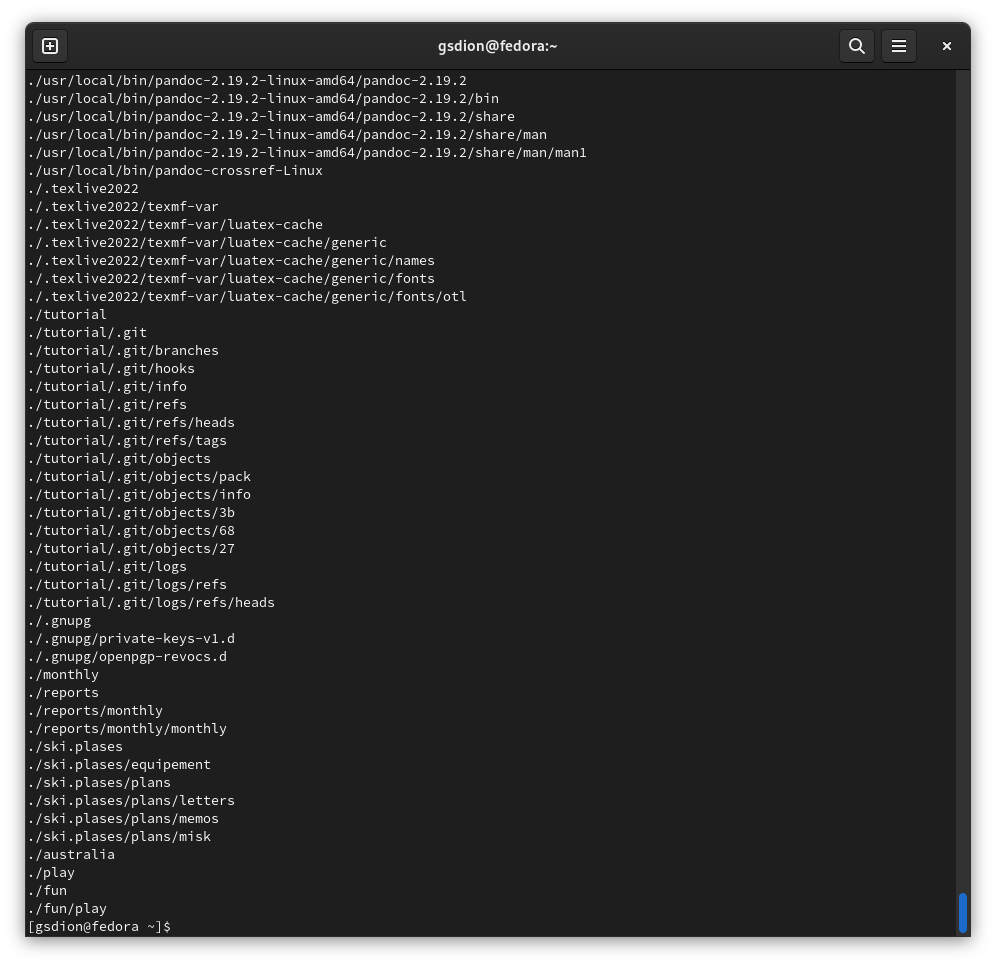 gsdion@fedora:~
./usr/local/bin/pandoc-2.19.2-linux-amd64/pandoc-2.19.2
./usr/local/bin/pandoc-2.19.2-linux-amd64/pandoc-2.19.2/bin
./usr/local/bin/pandoc-2.19.2-linux-amd64/pandoc-2.19.2/share
./usr/local/bin/pandoc-2.19.2-linux-amd64/pandoc-2.19.2/share/man
./usr/local/bin/pandoc-2.19.2-linux-amd64/pandoc-2.19.2/share/man/man1
./usr/local/bin/pandoc-crossref-Linux
./.texlive2022
./.texlive2022/texmf-var
./.texlive2022/texmf-var/luatex-cache
./.texlive2022/texmf-var/luatex-cache/generic
./.texlive2022/texmf-var/luatex-cache/generic/names
./.texlive2022/texmf-var/luatex-cache/generic/fonts
./.texlive2022/texmf-var/luatex-cache/generic/fonts/otl
./tutorial
./tutorial/.git
./tutorial/.git/branches
./tutorial/.git/hooks
./tutorial/.git/info
./tutorial/.git/refs
./tutorial/.git/refs/heads
./tutorial/.git/refs/tags
./tutorial/.git/objects
./tutorial/.git/objects/pack
./tutorial/.git/objects/info
./tutorial/.git/objects/3b
./tutorial/.git/objects/68
./tutorial/.git/objects/27
./tutorial/.git/logs
./tutorial/.git/logs/refs
./tutorial/.git/logs/refs/heads
./.gnupg
./.gnupg/private-keys-v1.d
./.gnupg/openpgp-revocs.d
./monthly
./reports
./reports/monthly
./reports/monthly/monthly
./ski.plases
./ski.plases/equipement
./ski.plases/plans
./ski.plases/plans/letters
./ski.plases/plans/memos
./ski.plases/plans/misk
./australia
./play
./fun
./fun/play
[gsdion@fedora ~]$